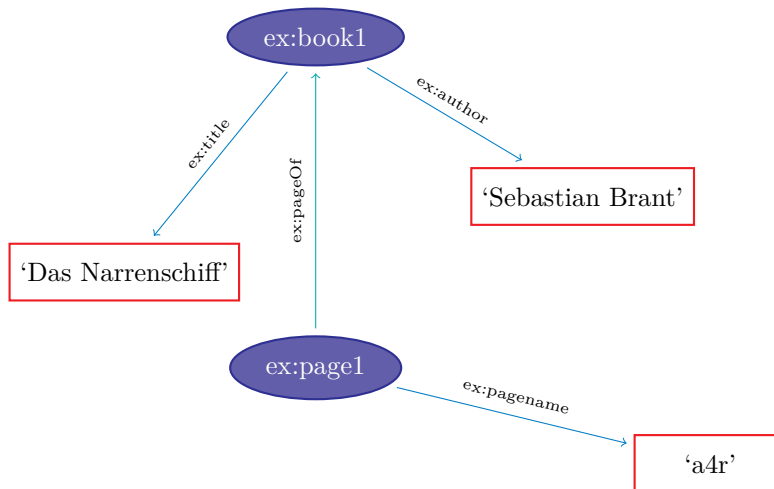 ex:book1
ex:author
ex:title
‘Sebastian Brant’
ex:pageOf
‘Das Narrenschiff’
ex:page1
ex:pagename
‘a4r’